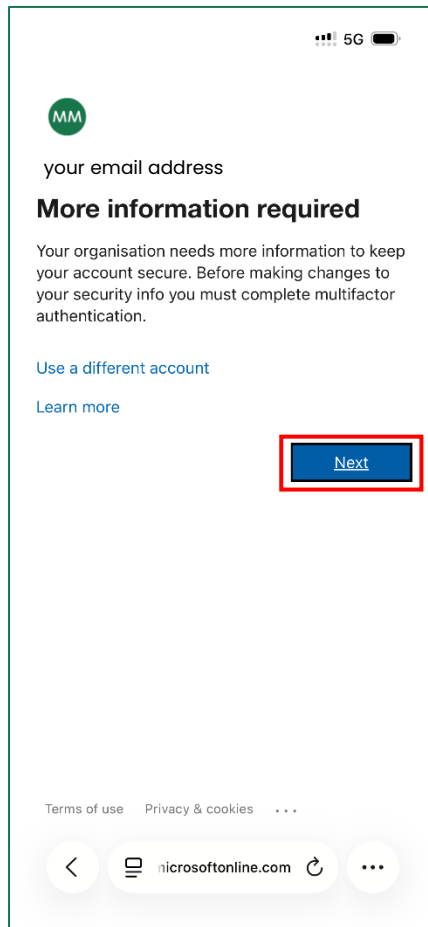 5G
MM
your email address
More information required
Your organisation needs more information to keep
your account secure. Before making changes to
your security info you must complete multifactor
authentication.
Use a different account
Learn more
Next
Terms of use Privacy & cookies ...
nicrosoftonline.com